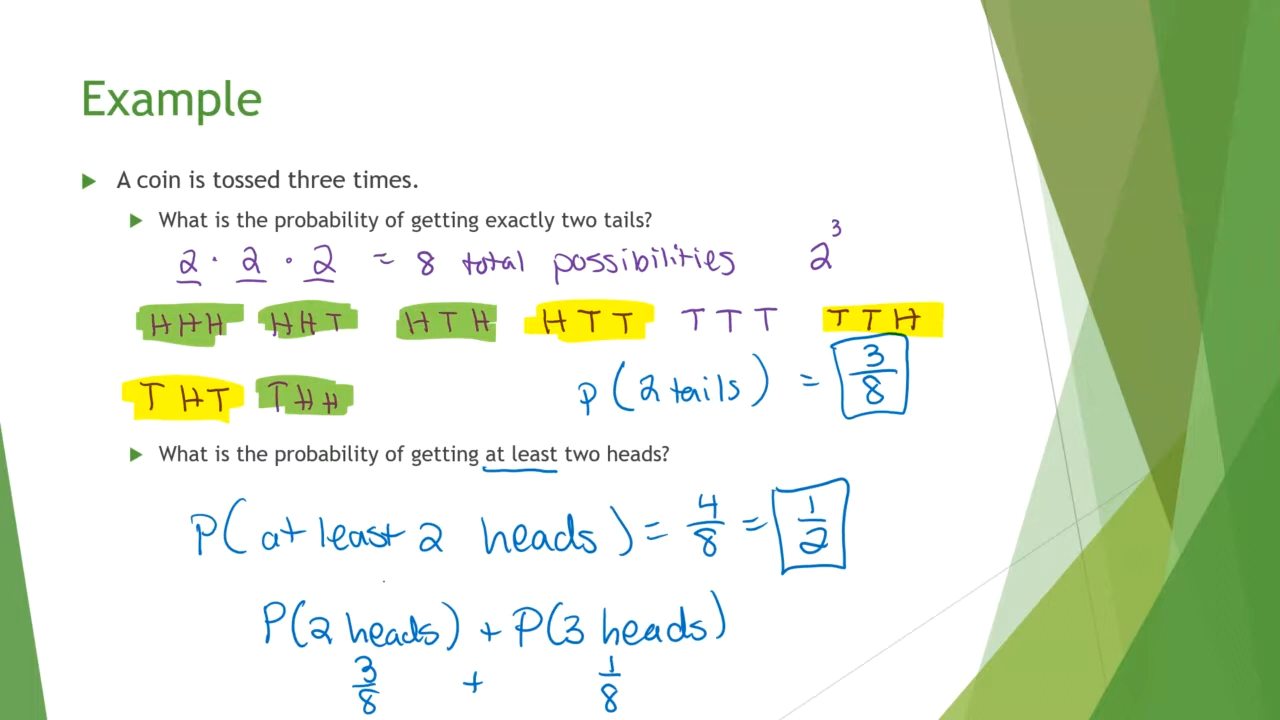 Example
A coin is tossed three times.
What is the probability of getting exactly two tails?
2 · 2 · 2 = 8 total possibilities 2³
HHH HHT HTH HTT TTT TTH
P(2 tails) = 3/8
THT THH
What is the probability of getting at least two heads?
P(at least 2 heads) = 4/8 = 1/2
P(2 heads) + P(3 heads)
3/8 + 1/8